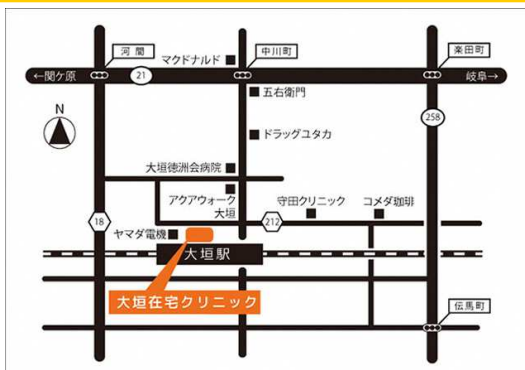 河間
マクドナルド
中川町
楽田町
←関ケ原
21
岐阜→
五右衛門
N
258
ドラッグユタカ
大垣徳洲会病院
アクアウォーク
大垣
守田クリニック
コメダ珈琲
18
212
ヤマダ電機
大垣駅
大垣在宅クリニック
伝馬町